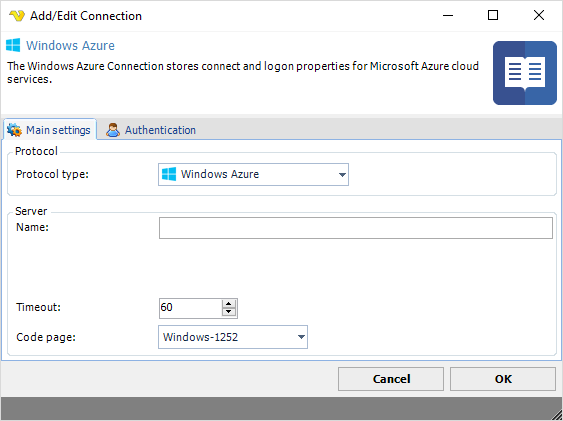 Add/Edit Connection
Windows Azure
The Windows Azure Connection stores connect and logon properties for Microsoft Azure cloud
services.
Main settings
Authentication
Protocol
Protocol type:
Windows Azure
Server
Name:
Timeout:
60
Code page:
Windows-1252
Cancel
OK